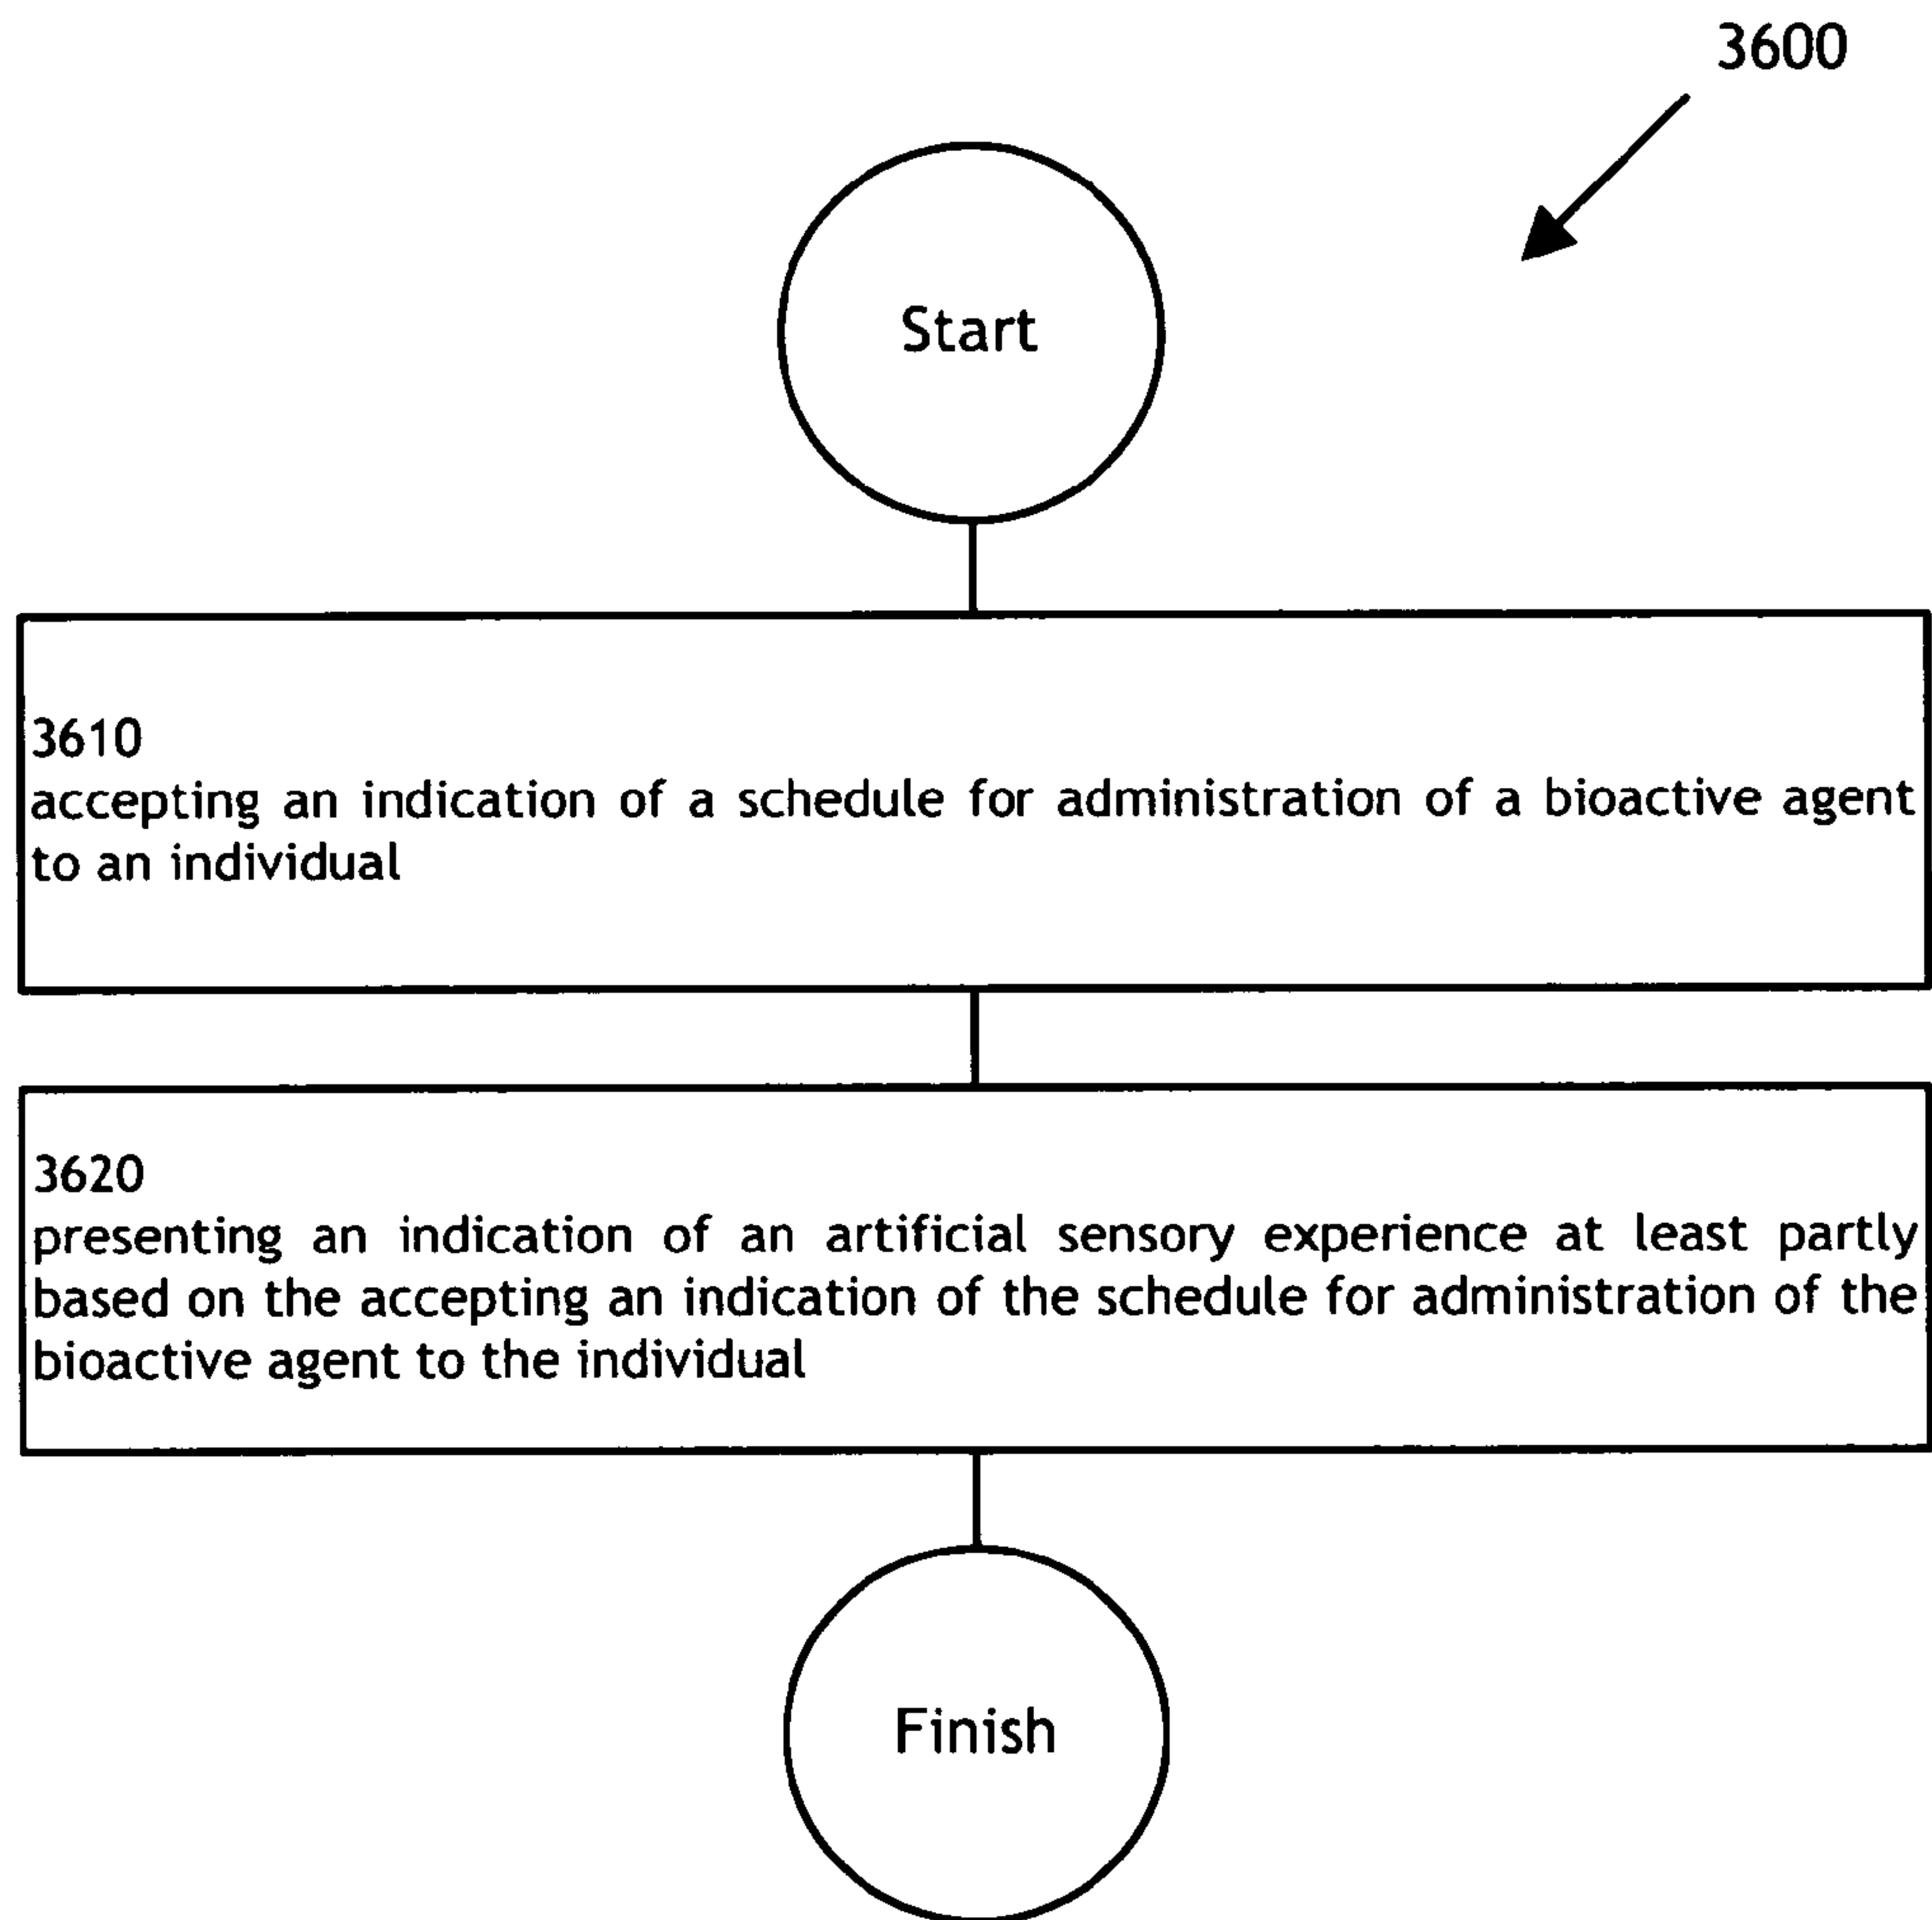 3600
Start
3610
accepting an indication of a schedule for administration of a bioactive agent
to an individual
3620
presenting an indication of an artificial sensory experience at least partly
based on the accepting an indication of the schedule for administration of the
bioactive agent to the individual
Finish